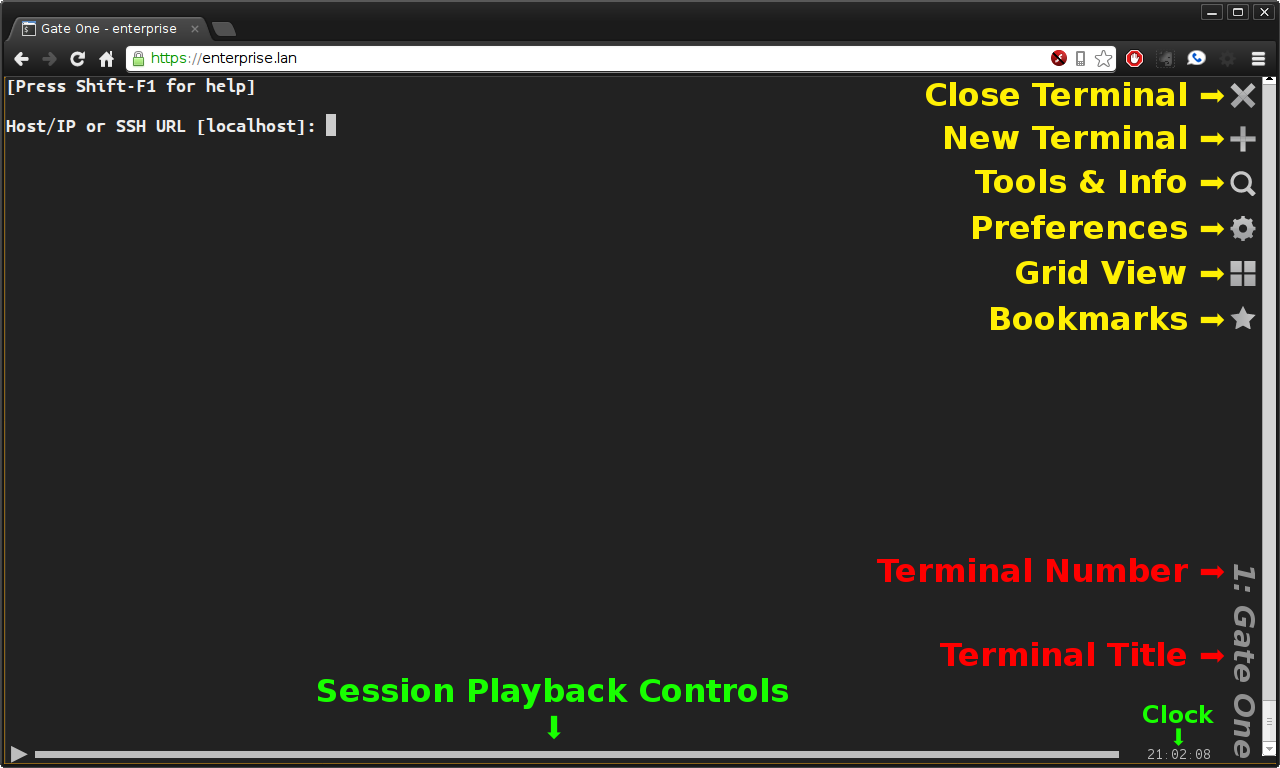 Gate One - enterprise
https://enterprise.lan
[Press Shift-F1 for help]
Host/IP or SSH URL [localhost]:
Close Terminal
New Terminal
Tools & Info
Preferences
Grid View
Bookmarks
Terminal Number
1: Gate One
Terminal Title
Session Playback Controls
Clock
21:02:08